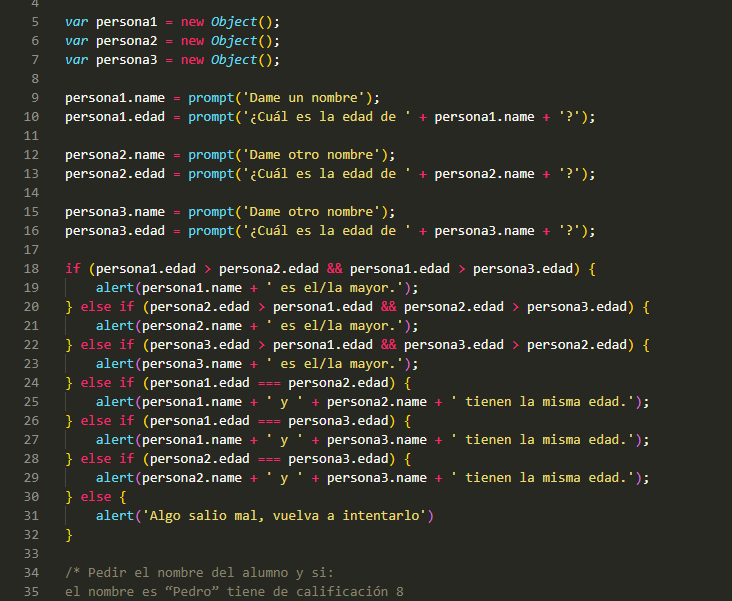 4
5 var persona1 = new Object();
6 var persona2 = new Object();
7 var persona3 = new Object();
8
9 persona1.name = prompt('Dame un nombre');
10 persona1.edad = prompt('¿Cuál es la edad de ' + persona1.name + '?');
11
12 persona2.name = prompt('Dame otro nombre');
13 persona2.edad = prompt('¿Cuál es la edad de ' + persona2.name + '?');
14
15 persona3.name = prompt('Dame otro nombre');
16 persona3.edad = prompt('¿Cuál es la edad de ' + persona3.name + '?');
17
18 if (persona1.edad > persona2.edad && persona1.edad > persona3.edad) {
19     alert(persona1.name + ' es el/la mayor.');
20 } else if (persona2.edad > persona1.edad && persona2.edad > persona3.edad) {
21     alert(persona2.name + ' es el/la mayor.');
22 } else if (persona3.edad > persona1.edad && persona3.edad > persona2.edad) {
23     alert(persona3.name + ' es el/la mayor.');
24 } else if (persona1.edad === persona2.edad) {
25     alert(persona1.name + ' y ' + persona2.name + ' tienen la misma edad.');
26 } else if (persona1.edad === persona3.edad) {
27     alert(persona1.name + ' y ' + persona3.name + ' tienen la misma edad.');
28 } else if (persona2.edad === persona3.edad) {
29     alert(persona2.name + ' y ' + persona3.name + ' tienen la misma edad.');
30 } else {
31     alert('Algo salio mal, vuelva a intentarlo')
32 }
33
34 /* Pedir el nombre del alumno y si:
35 el nombre es “Pedro” tiene de calificación 8